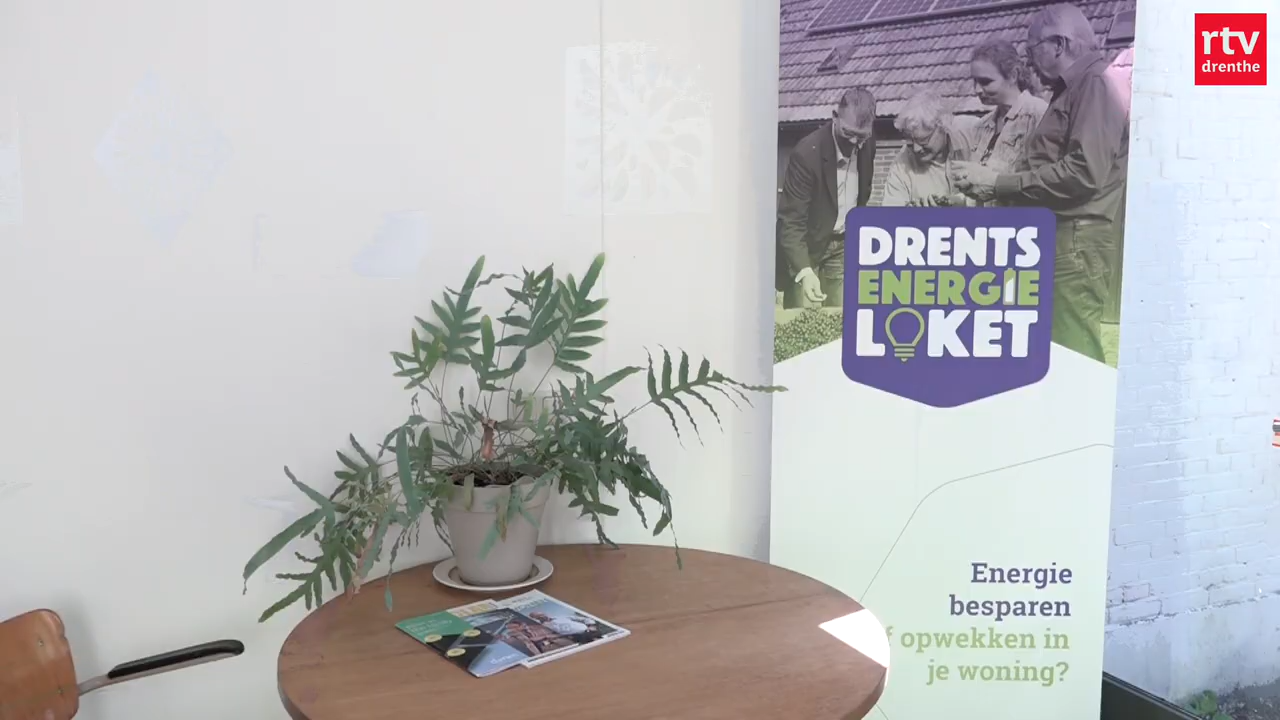 rtv
drenthe
DRENTS
ENERGIE
LOKET
Energie
besparen
f opwekken in
je woning?